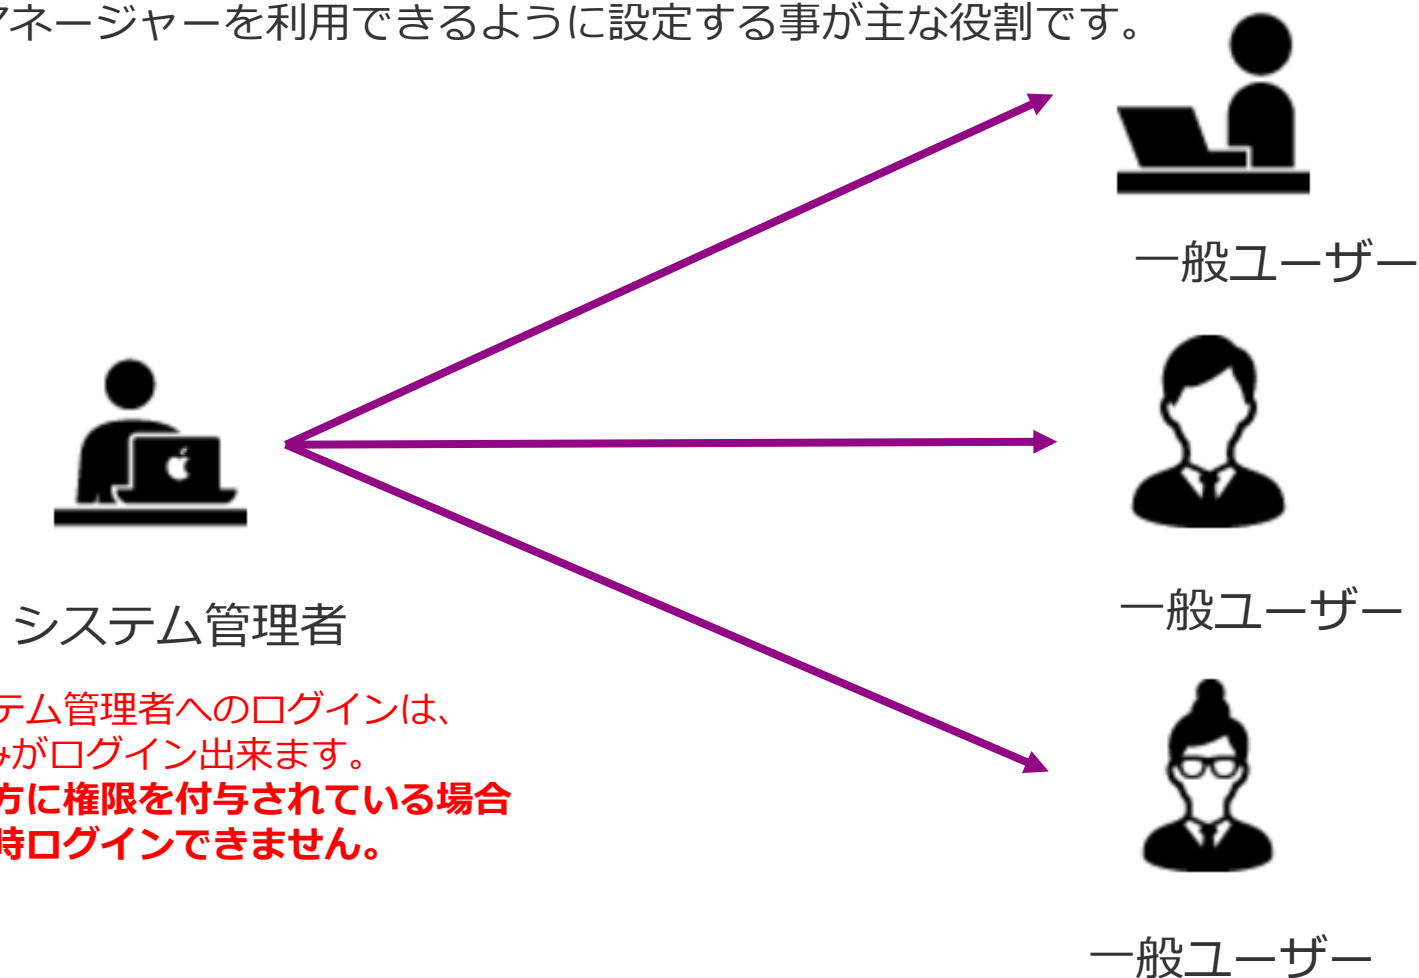 マネージャーを利用できるように設定する事が主な役割です。
一般ユーザー
システム管理者
一般ユーザー
テム管理者へのログインは、
みがログイン出来ます。
方に権限を付与されている場合
時ログインできません。
一般ユーザー